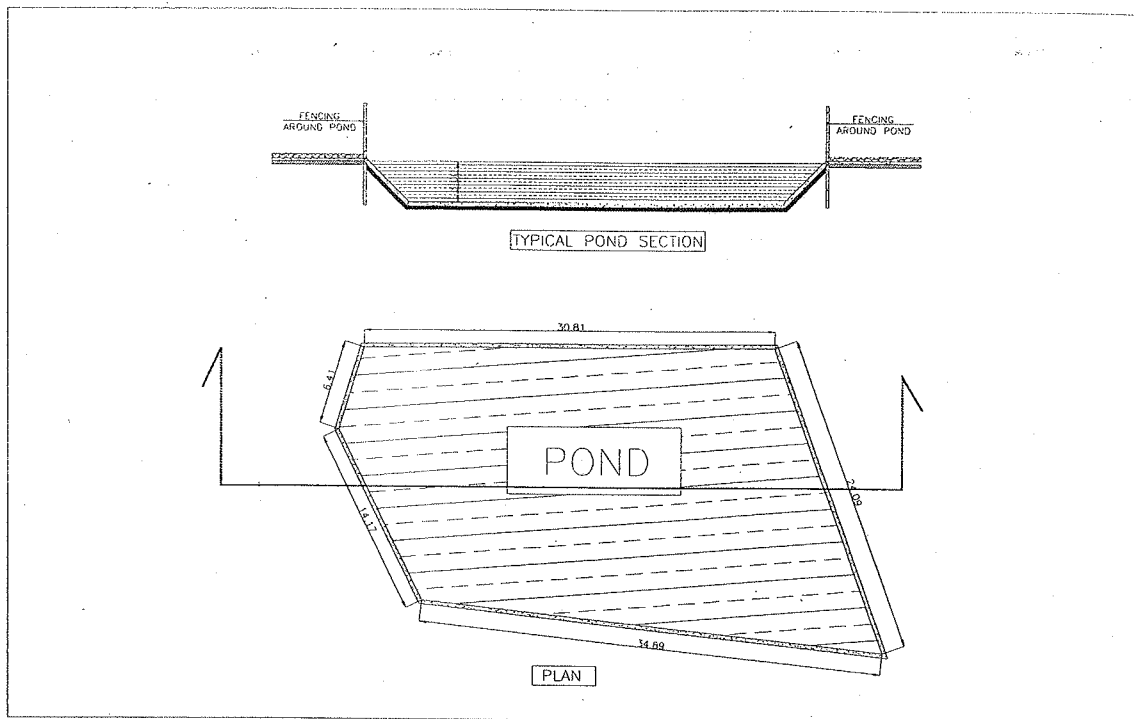 FENCING
AROUND POND
FENCING
AROUND POND
TYPICAL POND SECTION
30.81
6.41
POND
24.09
14.17
34.89
PLAN